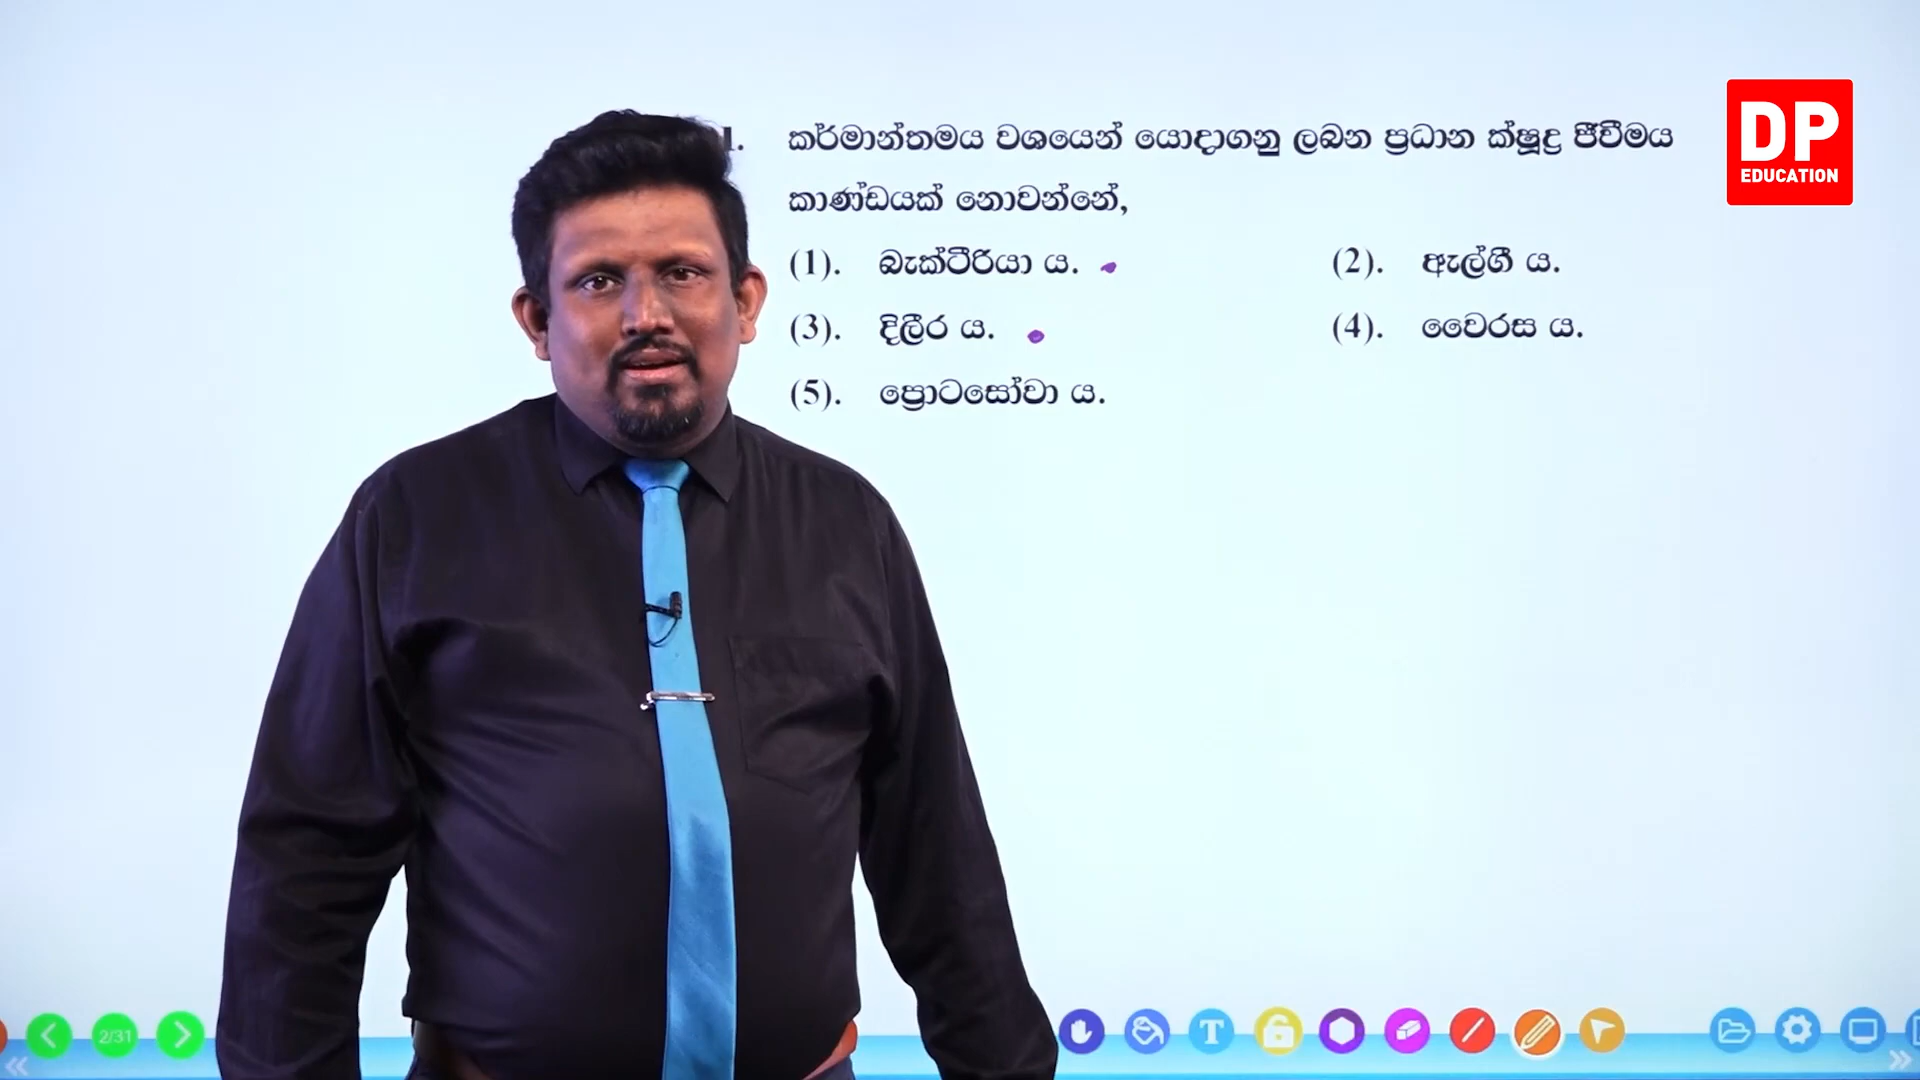 DP
EDUCATION
1. කර්මාන්තමය වශයෙන් යොදාගනු ලබන ප්‍රධාන ක්ෂුද්‍ර ජීවීමය
කාණ්ඩයක් නොවන්නේ,
(1). බැක්ටීරියා ය. (2). ඇල්ගී ය.
(3). දිලීර ය. (4). වෛරස ය.
(5). ප්‍රොටසෝවා ය.
2/31
T